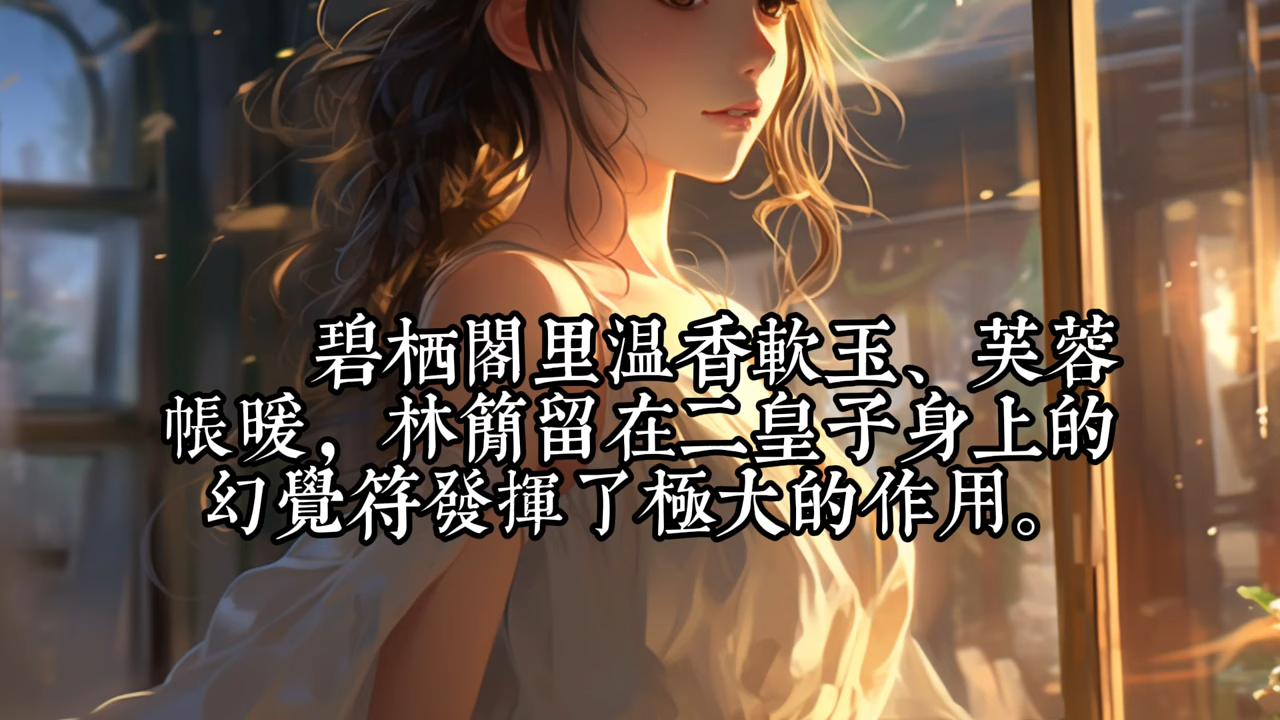 碧栖閣里温香軟玉、芙蓉
帳暖，林簡留在二皇子身上的
幻覺符發揮了極大的作用。